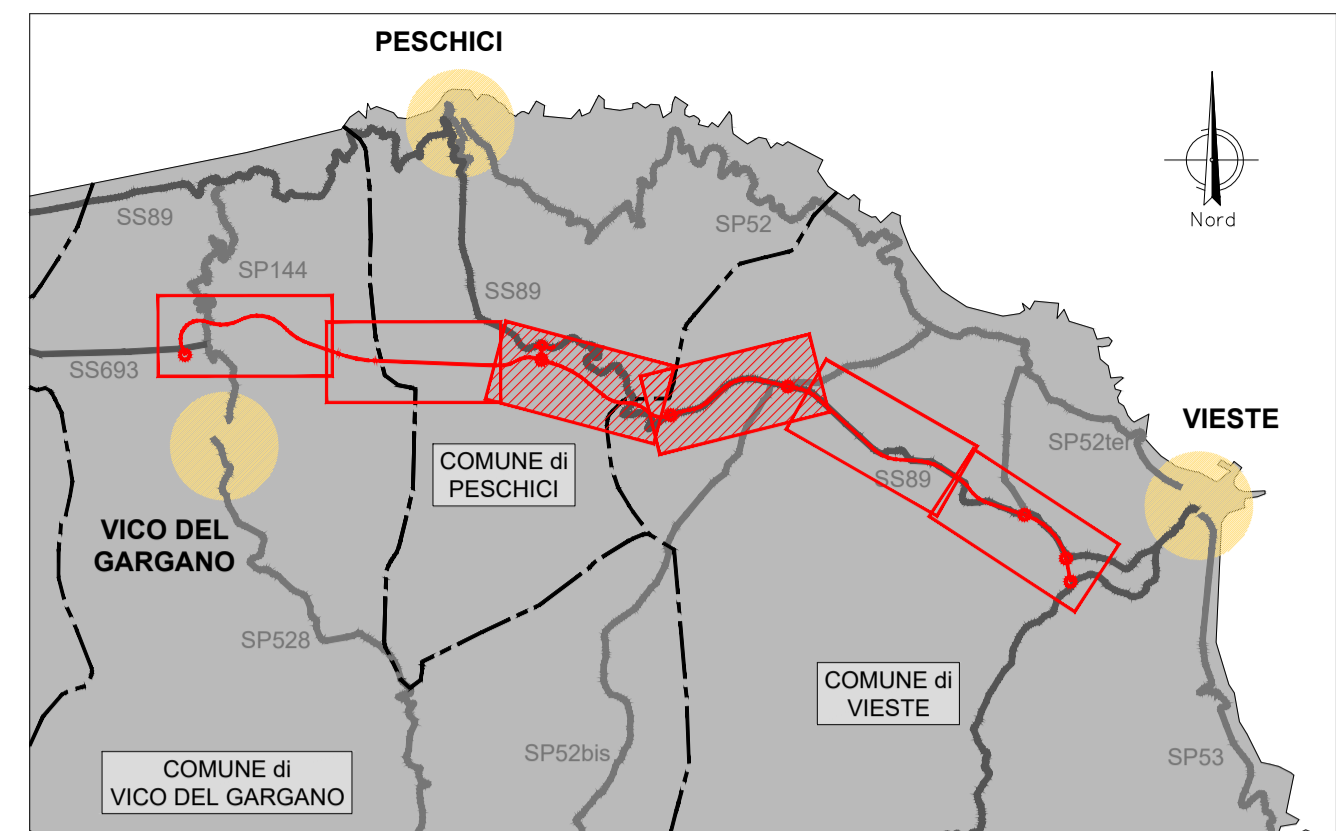 PESCHICI
Nord
SS89
SP52
SP144
SS89
SS693
VIESTE
SP52ter
COMUNE di
PESCHICI
SS89
VICO DEL
GARGANO
SP528
COMUNE di
VIESTE
SP52bis
SP53
COMUNE di
VICO DEL GARGANO